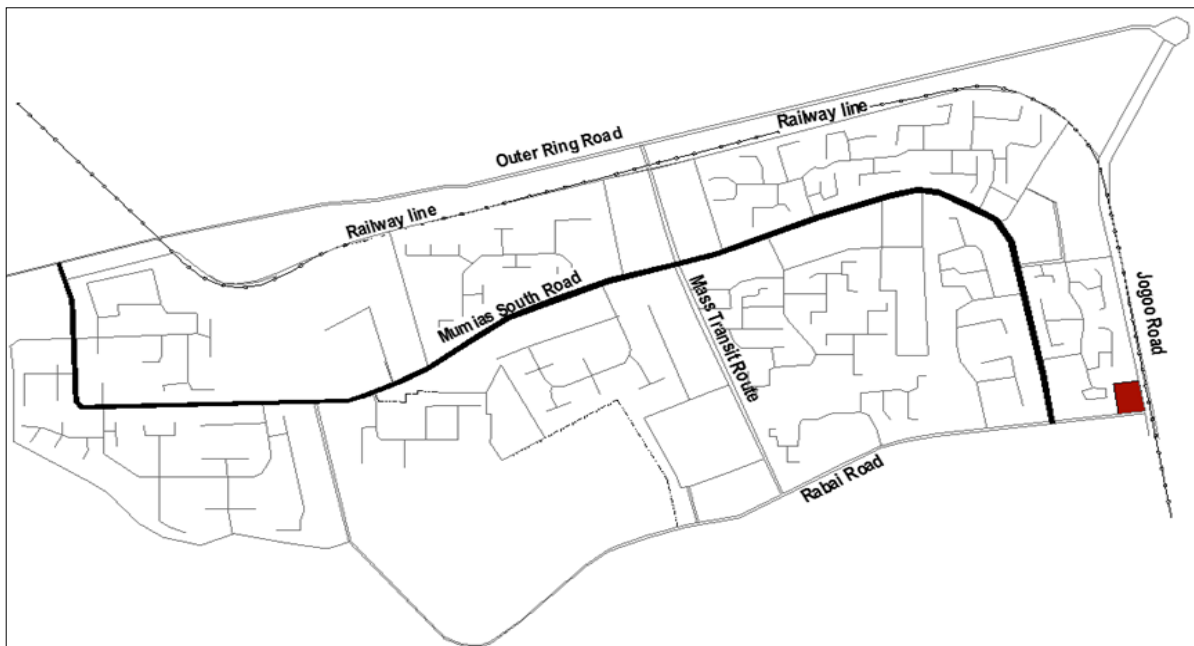 Railway line
Outer Ring Road
Railway line
Mumias South Road
Mass Transit Route
Jogoo Road
Rabai Road